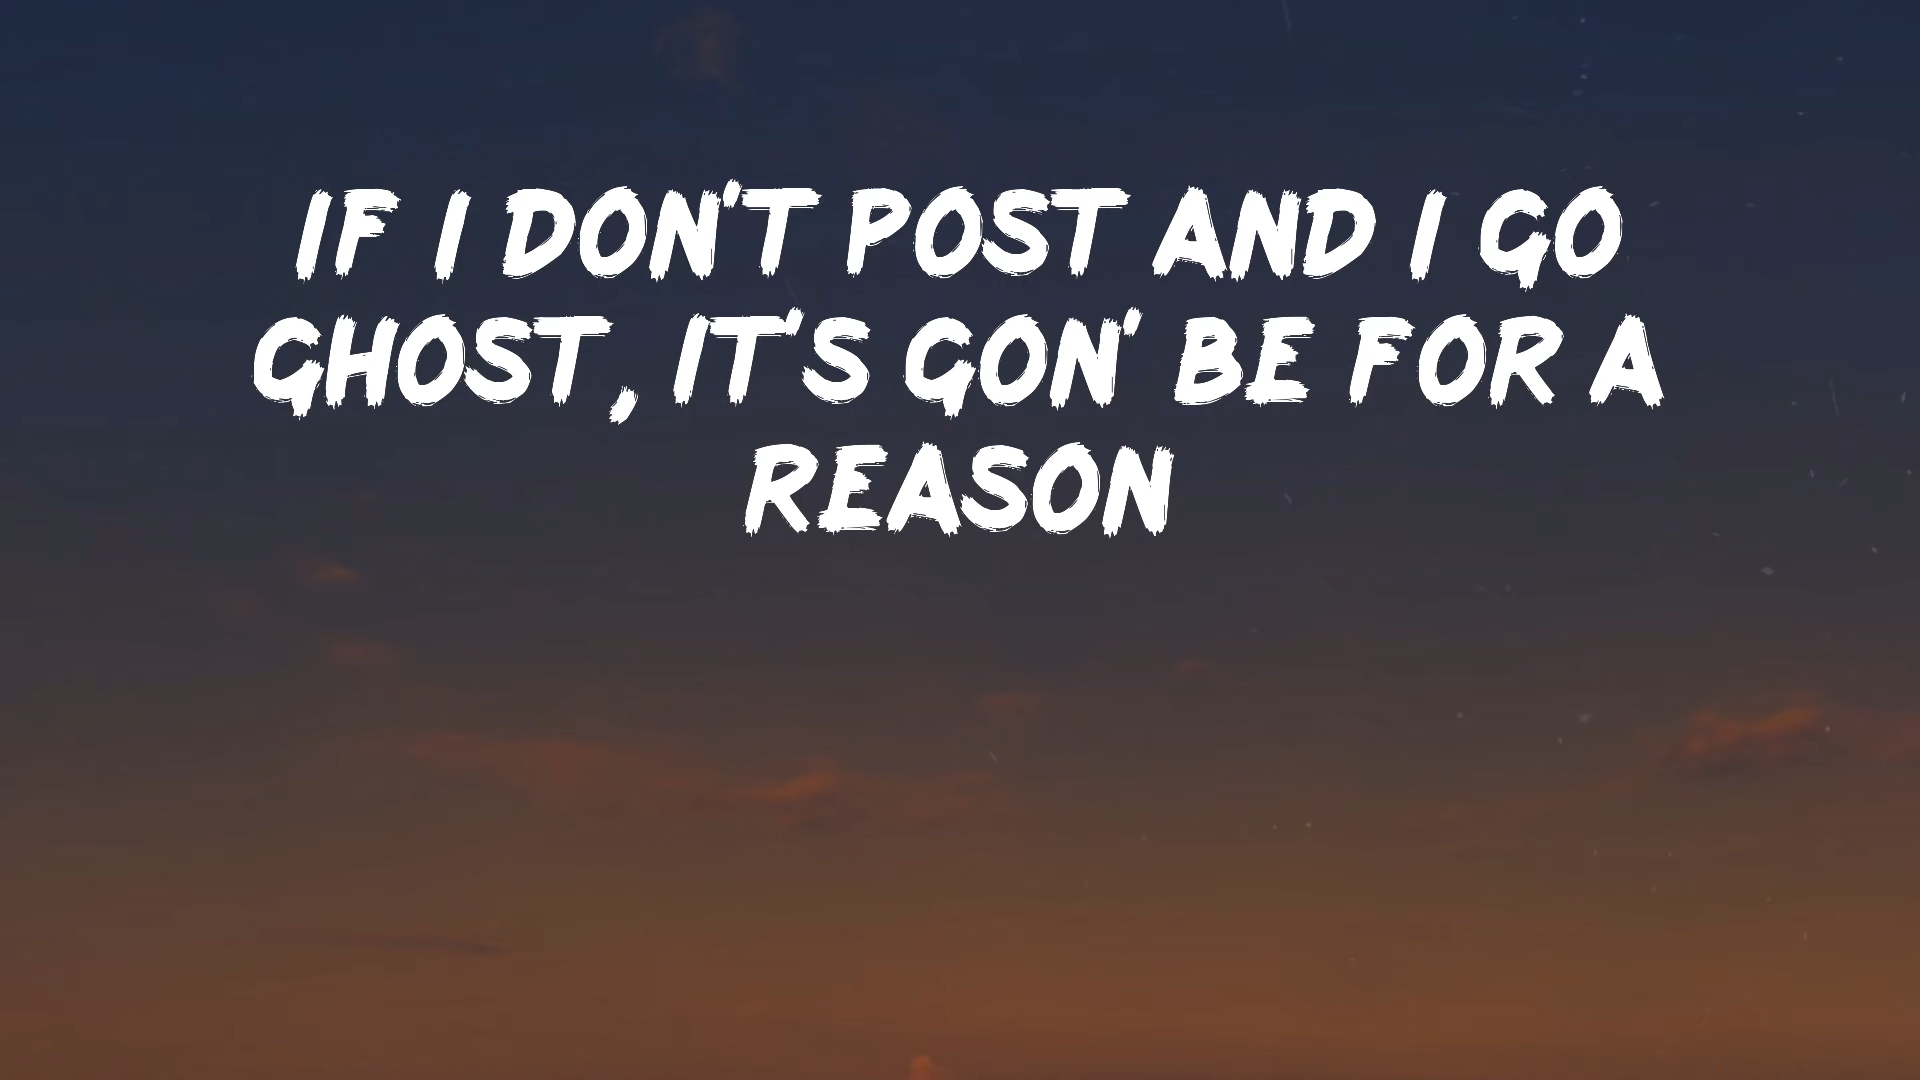 IF I DON'T POST AND I GO
GHOST, IT'S GON' BE FOR A
REASON